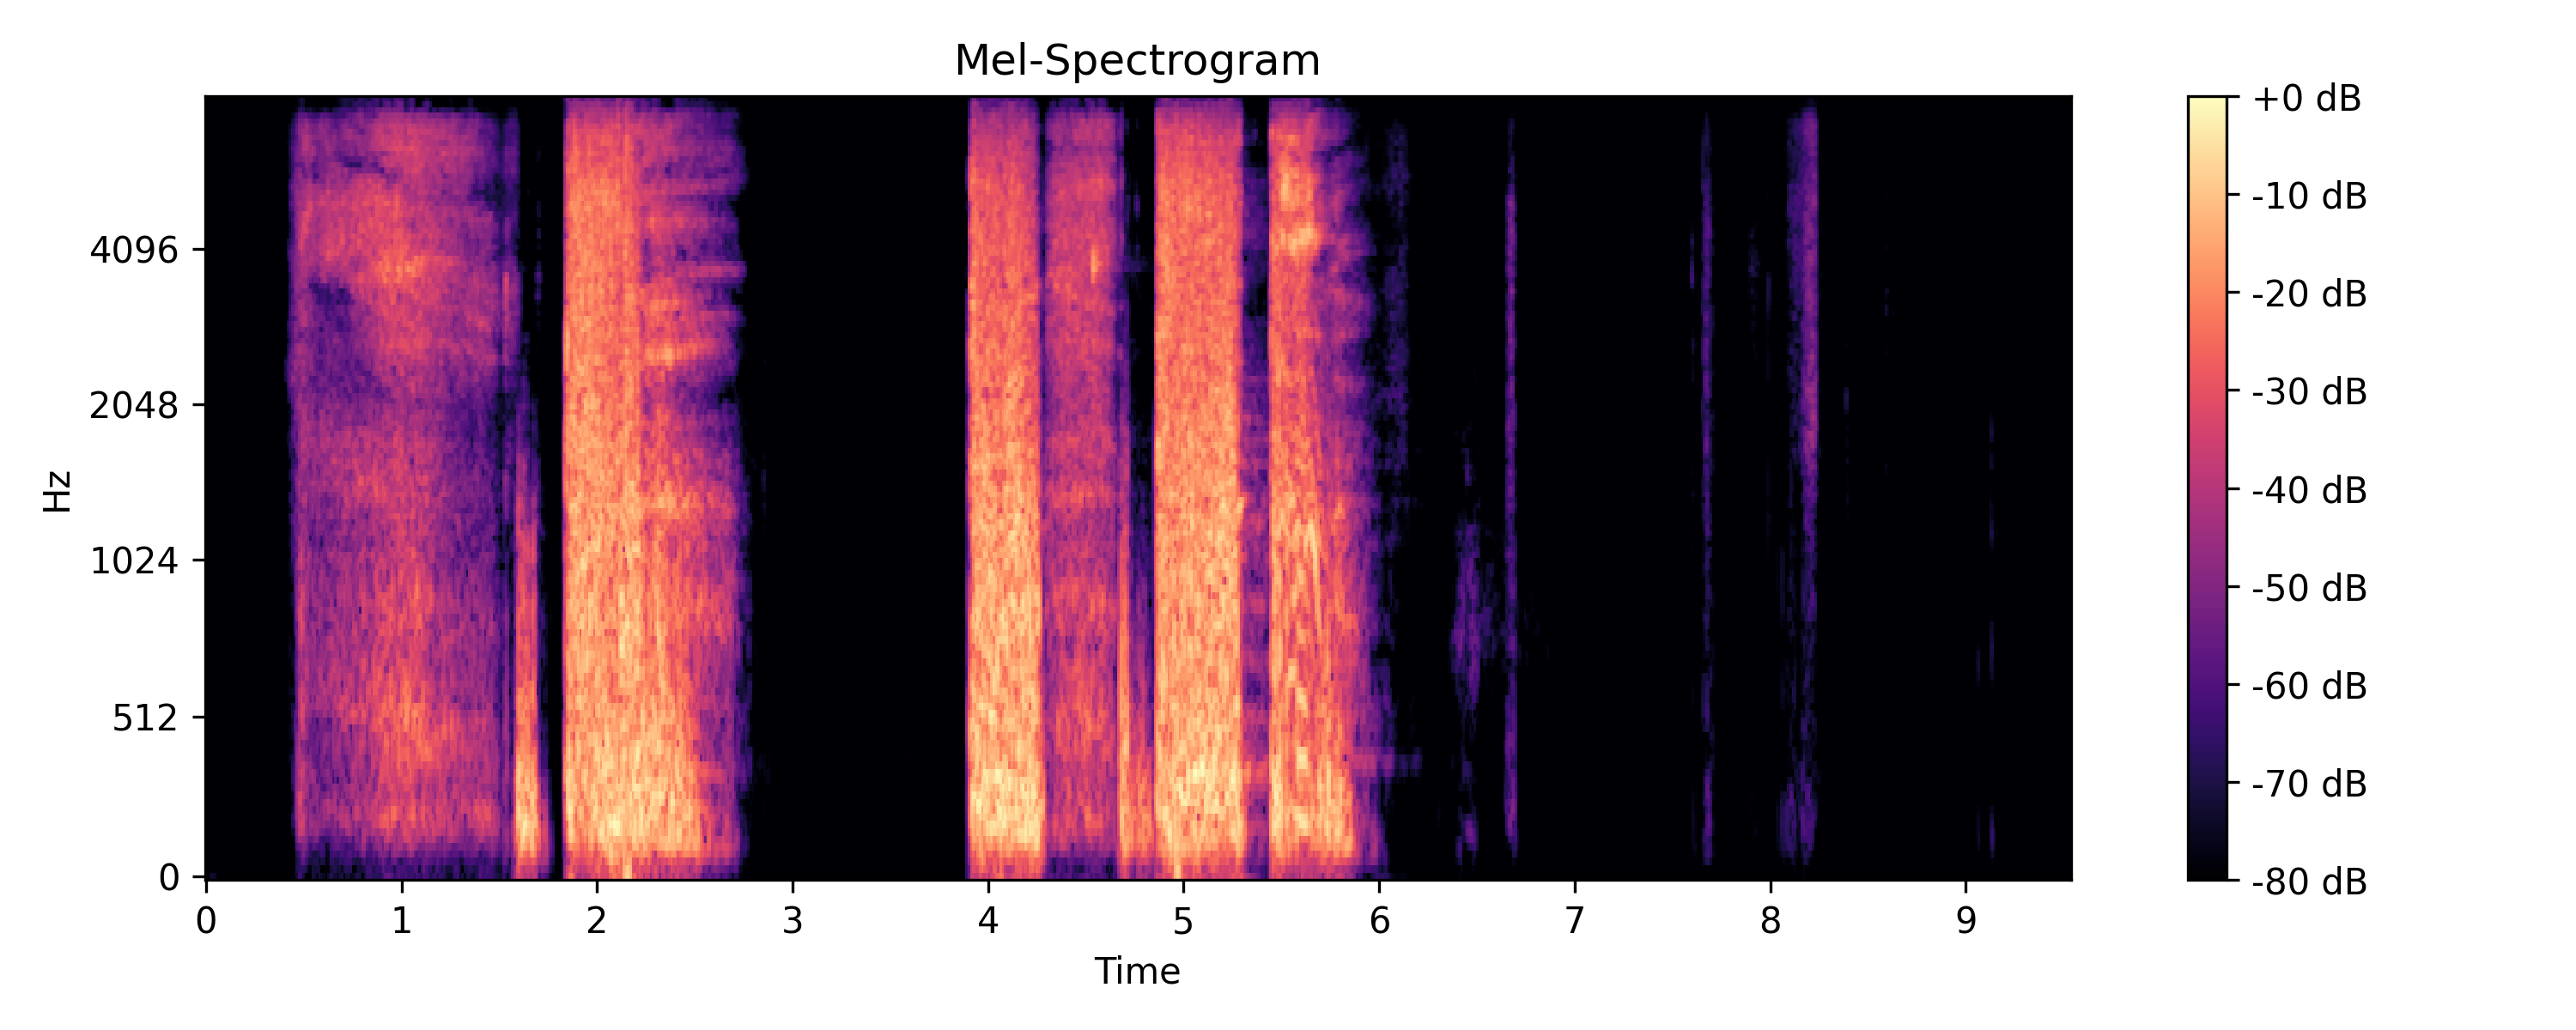 Mel-Spectrogram
+0 dB
-10 dB
4096
-20 dB
-30 dB
2048
Hz
-40 dB
1024
-50 dB
-60 dB
512
-70 dB
0
-80 dB
0 1 2 3 4 5 6 7 8 9
Time